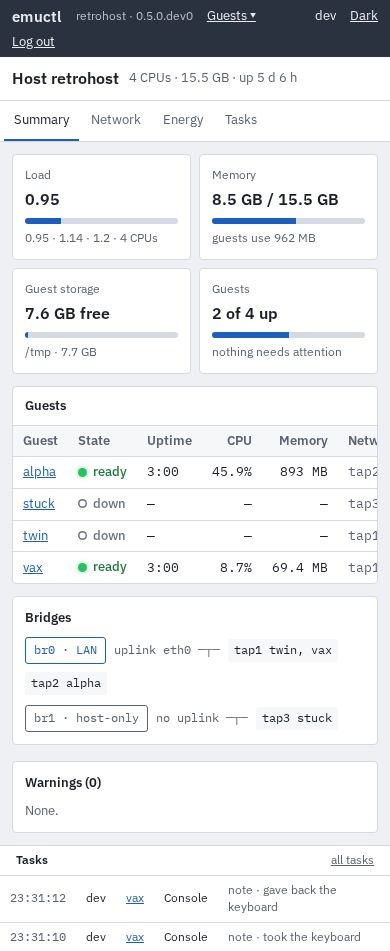 emuctl retrohost · 0.5.0.dev0 Guests ▾ dev Dark
Log out
Host retrohost 4 CPUs · 15.5 GB · up 5 d 6 h
Summary Network Energy Tasks
Load
0.95
0.95 · 1.14 · 1.2 · 4 CPUs
Memory
8.5 GB / 15.5 GB
guests use 962 MB
Guest storage
7.6 GB free
/tmp · 7.7 GB
Guests
2 of 4 up
nothing needs attention
Guests
Guest State Uptime CPU Memory Netw
alpha ready 3:00 45.9% 893 MB tap2
stuck down — — — tap3
twin down — — — tap1
vax ready 3:00 8.7% 69.4 MB tap1
Bridges
br0 · LAN uplink eth0 ─┬─ tap1 twin, vax
tap2 alpha
br1 · host-only no uplink ─┬─ tap3 stuck
Warnings (0)
None.
Tasks all tasks
23:31:12 dev vax Console note · gave back the
keyboard
23:31:10 dev vax Console note · took the keyboard